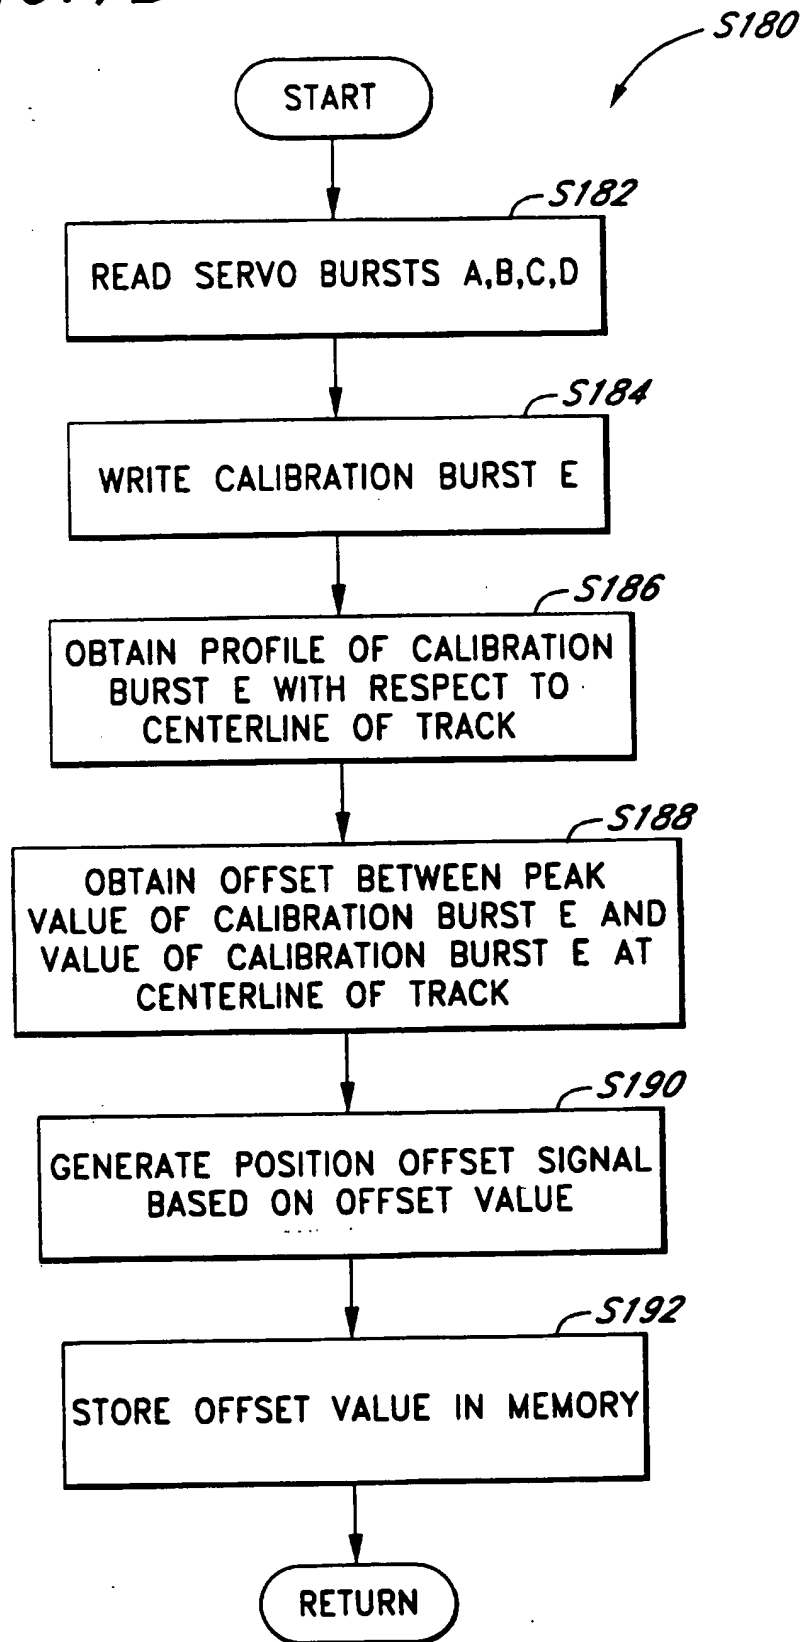 S180
START
S182
READ SERVO BURSTS A,B,C,D
S184
WRITE CALIBRATION BURST E
S186
OBTAIN PROFILE OF CALIBRATION
BURST E WITH RESPECT TO
CENTERLINE OF TRACK
S188
OBTAIN OFFSET BETWEEN PEAK
VALUE OF CALIBRATION BURST E AND
VALUE OF CALIBRATION BURST E AT
CENTERLINE OF TRACK
S190
GENERATE POSITION OFFSET SIGNAL
BASED ON OFFSET VALUE
S192
STORE OFFSET VALUE IN MEMORY
RETURN